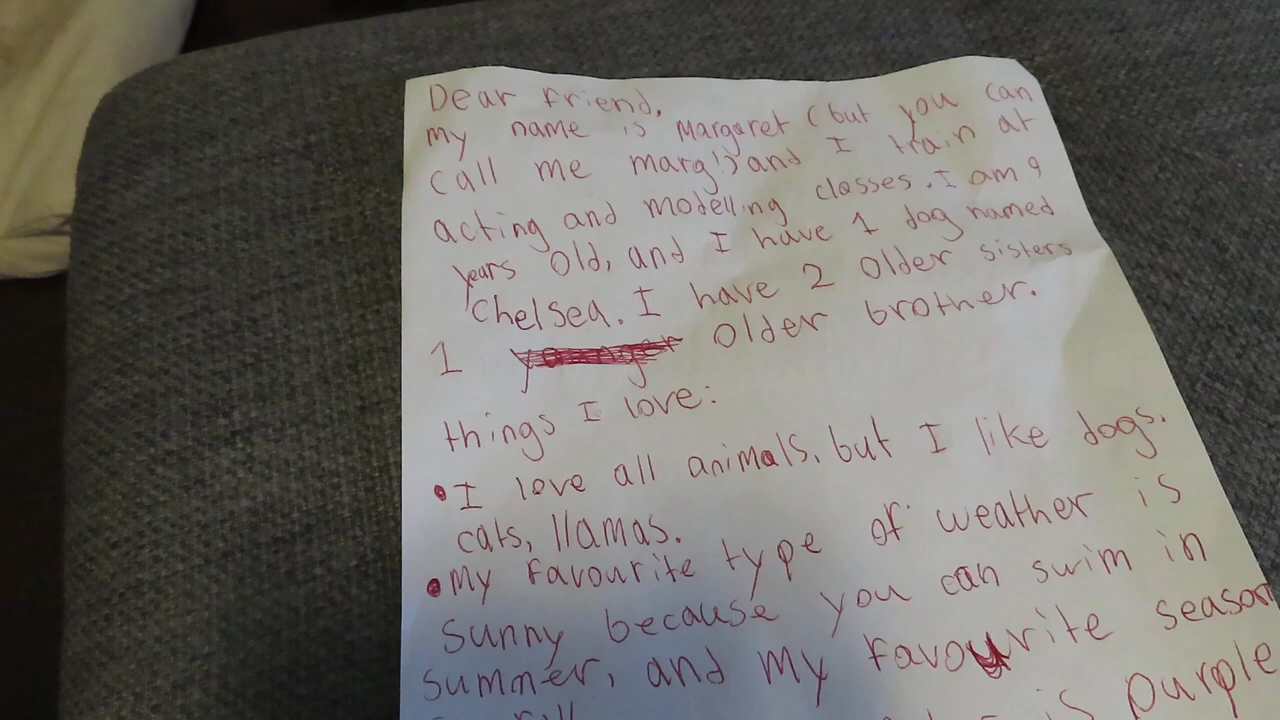 Dear friend,
my name is Margaret (but you can
call me marg!) and I train at
acting and modelling classes. I am 9
years old, and I have 1 dog named
Chelsea. I have 2 older sisters
1 younger older brother.
things I love:
• I love all animals, but I like dogs.
cats, llamas.
• my favourite type of weather is
sunny because you can swim in
summer, and my favourite season
is purple